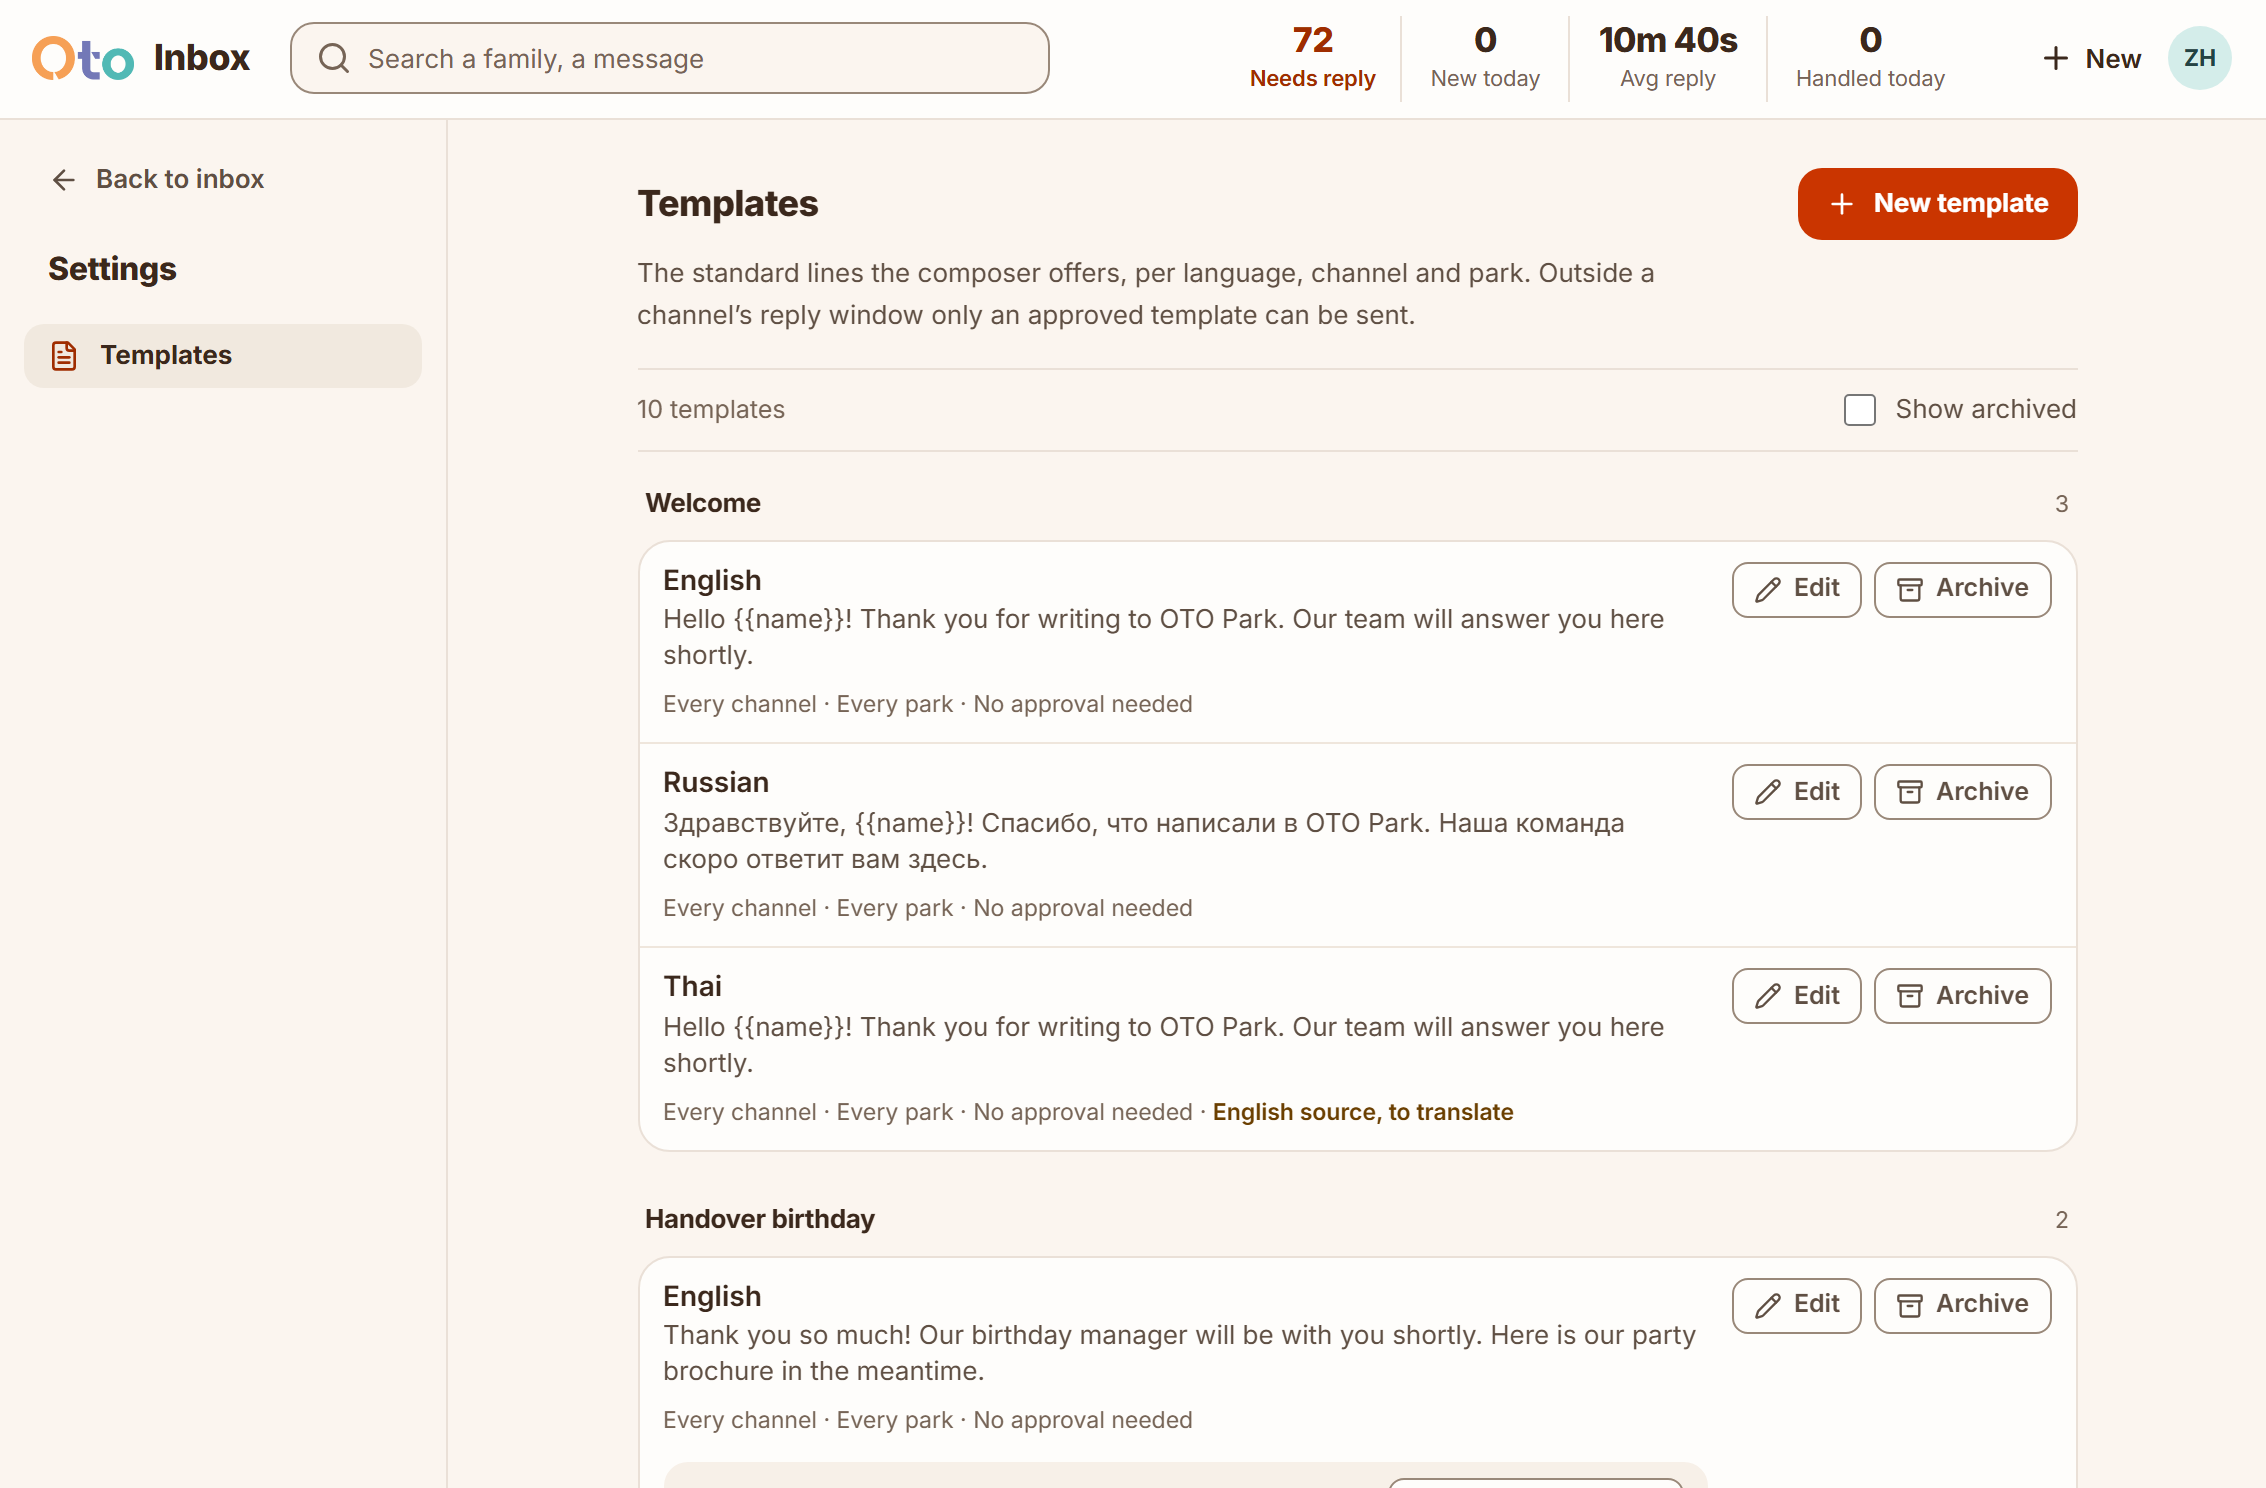 Oto Inbox
Search a family, a message
72
Needs reply
0
New today
10m 40s
Avg reply
0
Handled today
New
ZH
Back to inbox
Settings
Templates
Templates
New template
The standard lines the composer offers, per language, channel and park. Outside a
channel’s reply window only an approved template can be sent.
10 templates
Show archived
Welcome
3
English
Edit
Archive
Hello {{name}}! Thank you for writing to OTO Park. Our team will answer you here
shortly.
Every channel · Every park · No approval needed
Russian
Edit
Archive
Здравствуйте, {{name}}! Спасибо, что написали в OTO Park. Наша команда
скоро ответит вам здесь.
Every channel · Every park · No approval needed
Thai
Edit
Archive
Hello {{name}}! Thank you for writing to OTO Park. Our team will answer you here
shortly.
Every channel · Every park · No approval needed · English source, to translate
Handover birthday
2
English
Edit
Archive
Thank you so much! Our birthday manager will be with you shortly. Here is our party
brochure in the meantime.
Every channel · Every park · No approval needed